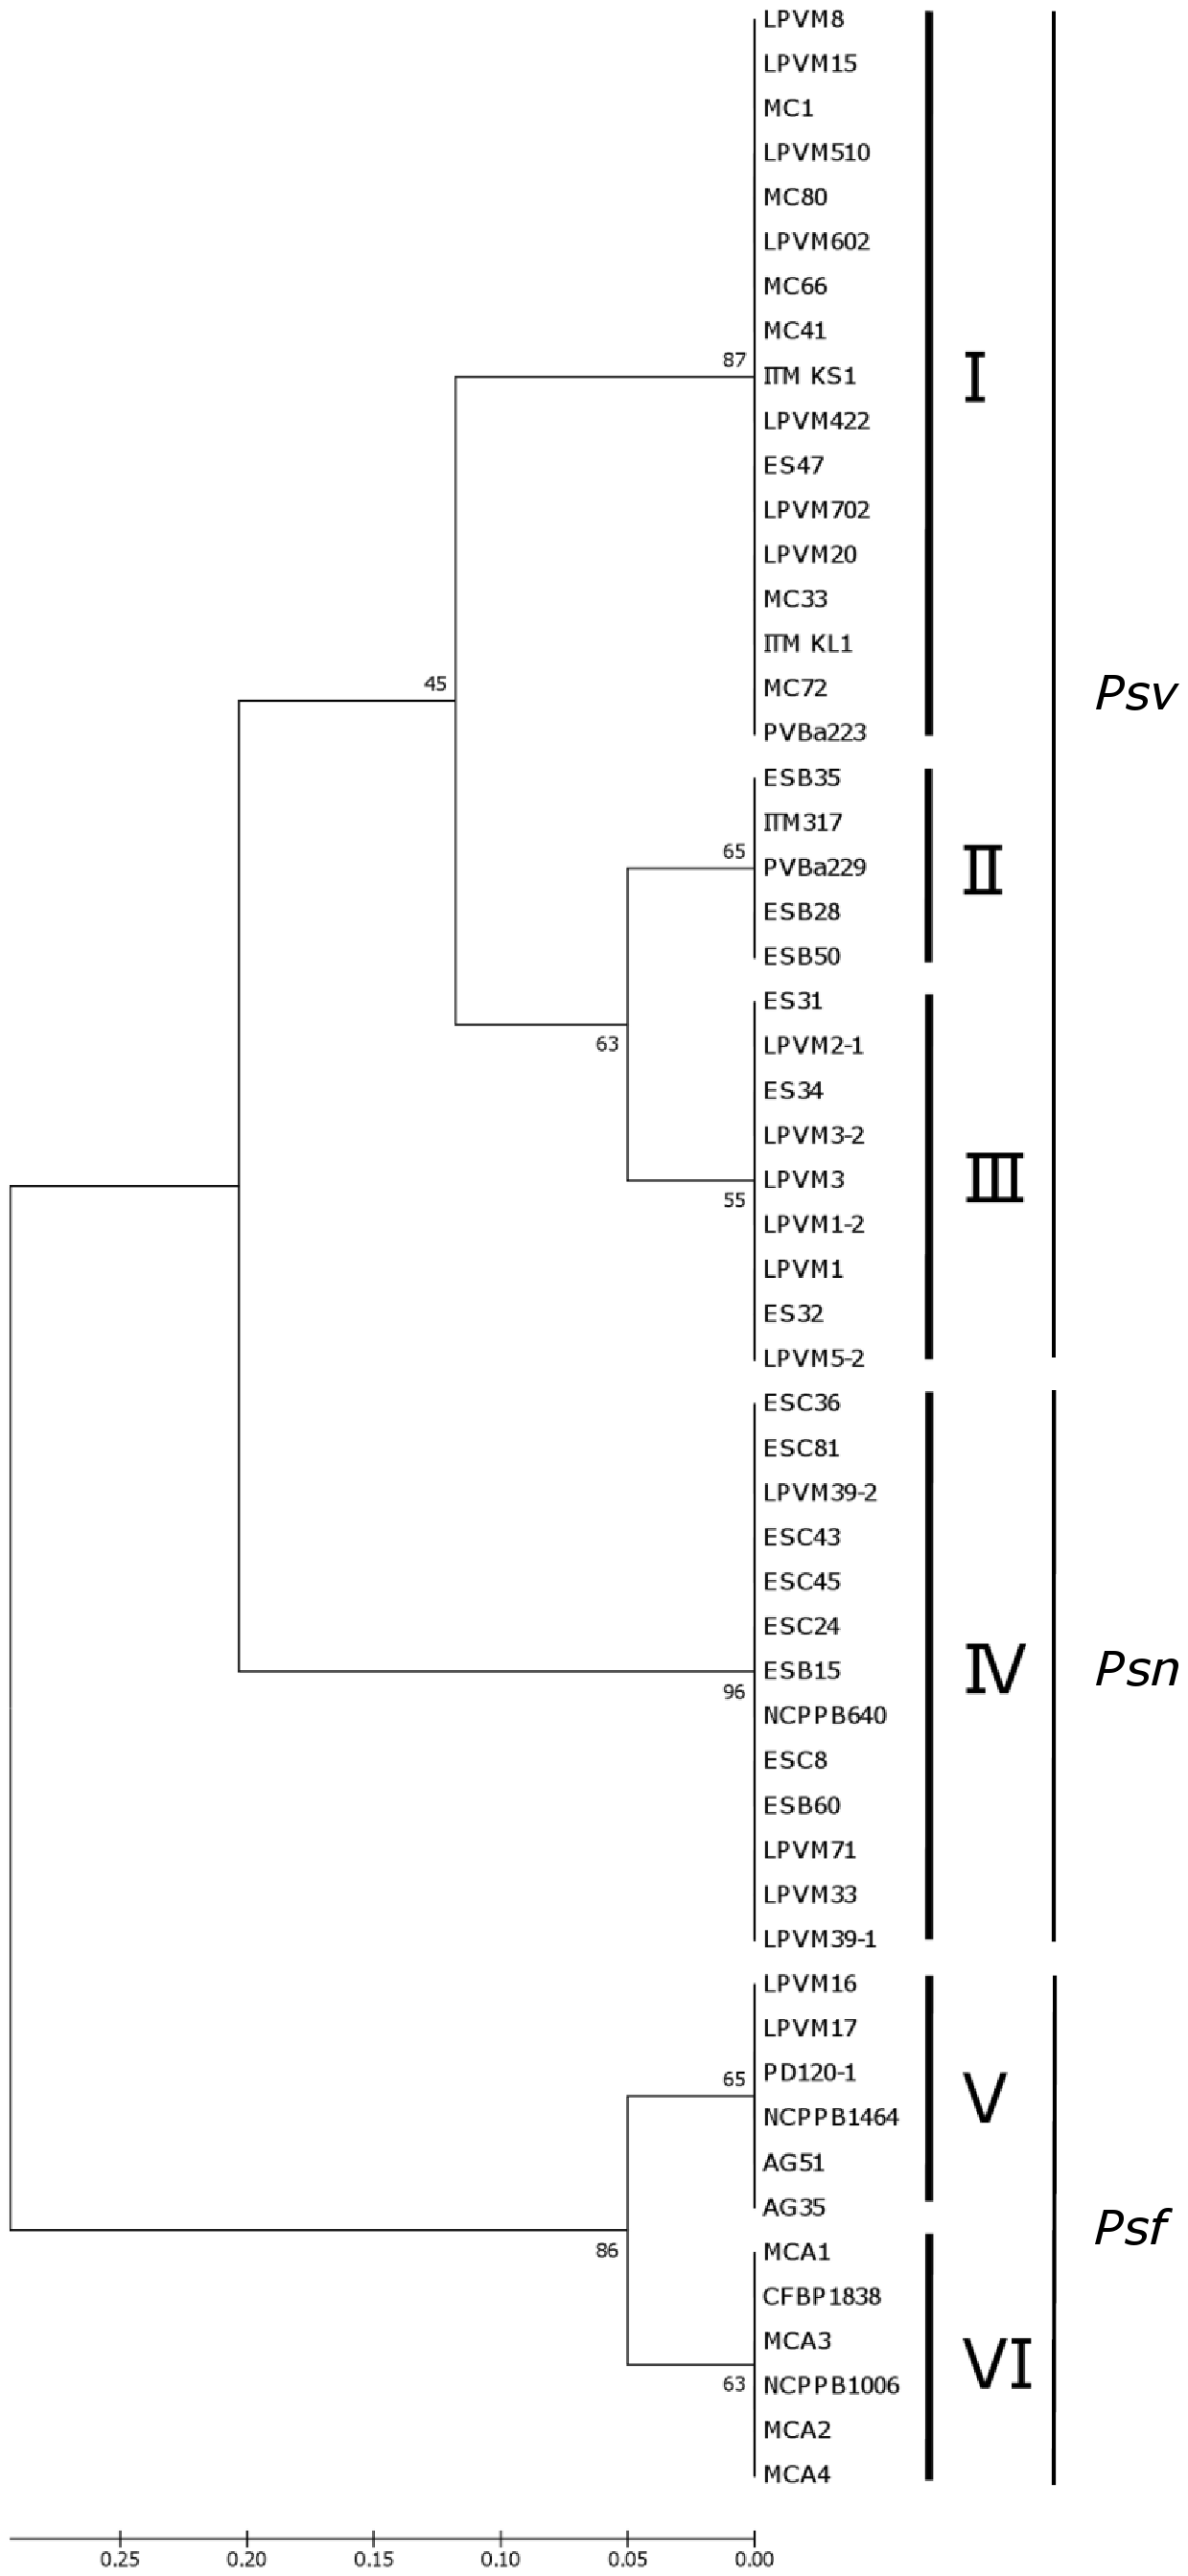 LPVM8
LPVM15
MC1
LPVM510
MC80
LPVM602
MC66
MC41
87
ITM KS1
I
LPVM422
ES47
LPVM702
LPVM20
MC33
ITM KL1
45
MC72
Psv
PVBa223
ESB35
ITM317
65
PVBa229
II
ESB28
ESB50
ES31
63
LPVM2-1
ES34
LPVM3-2
LPVM3
III
55
LPVM1-2
LPVM1
ES32
LPVM5-2
ESC36
ESC81
LPVM39-2
ESC43
ESC45
ESC24
ESB15
IV
Psn
96
NCPPB640
ESC8
ESB60
LPVM71
LPVM33
LPVM39-1
LPVM16
LPVM17
65
PD120-1
V
NCPPB1464
AG51
AG35
Psf
86
MCA1
CFBP1838
MCA3
VI
63
NCPPB1006
MCA2
MCA4
0.25 0.20 0.15 0.10 0.05 0.00